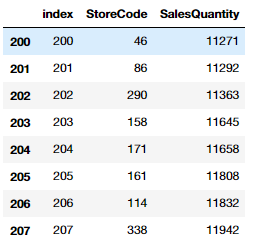 index StoreCode SalesQuantity
200 200 46 11271
201 201 86 11292
202 202 290 11363
203 203 158 11645
204 204 171 11658
205 205 161 11808
206 206 114 11832
207 207 338 11942